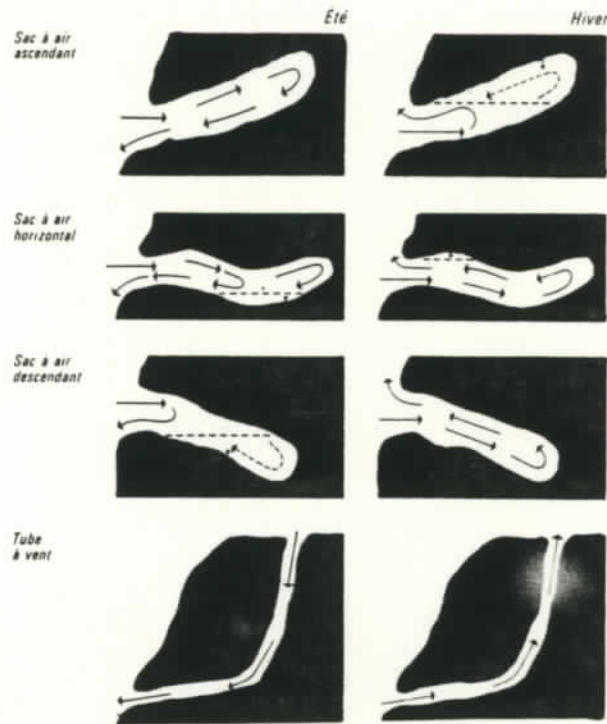 Été
Hiver
Sac à air
ascendant
Sac à air
horizontal
Sac à air
descendant
Tube
à vent